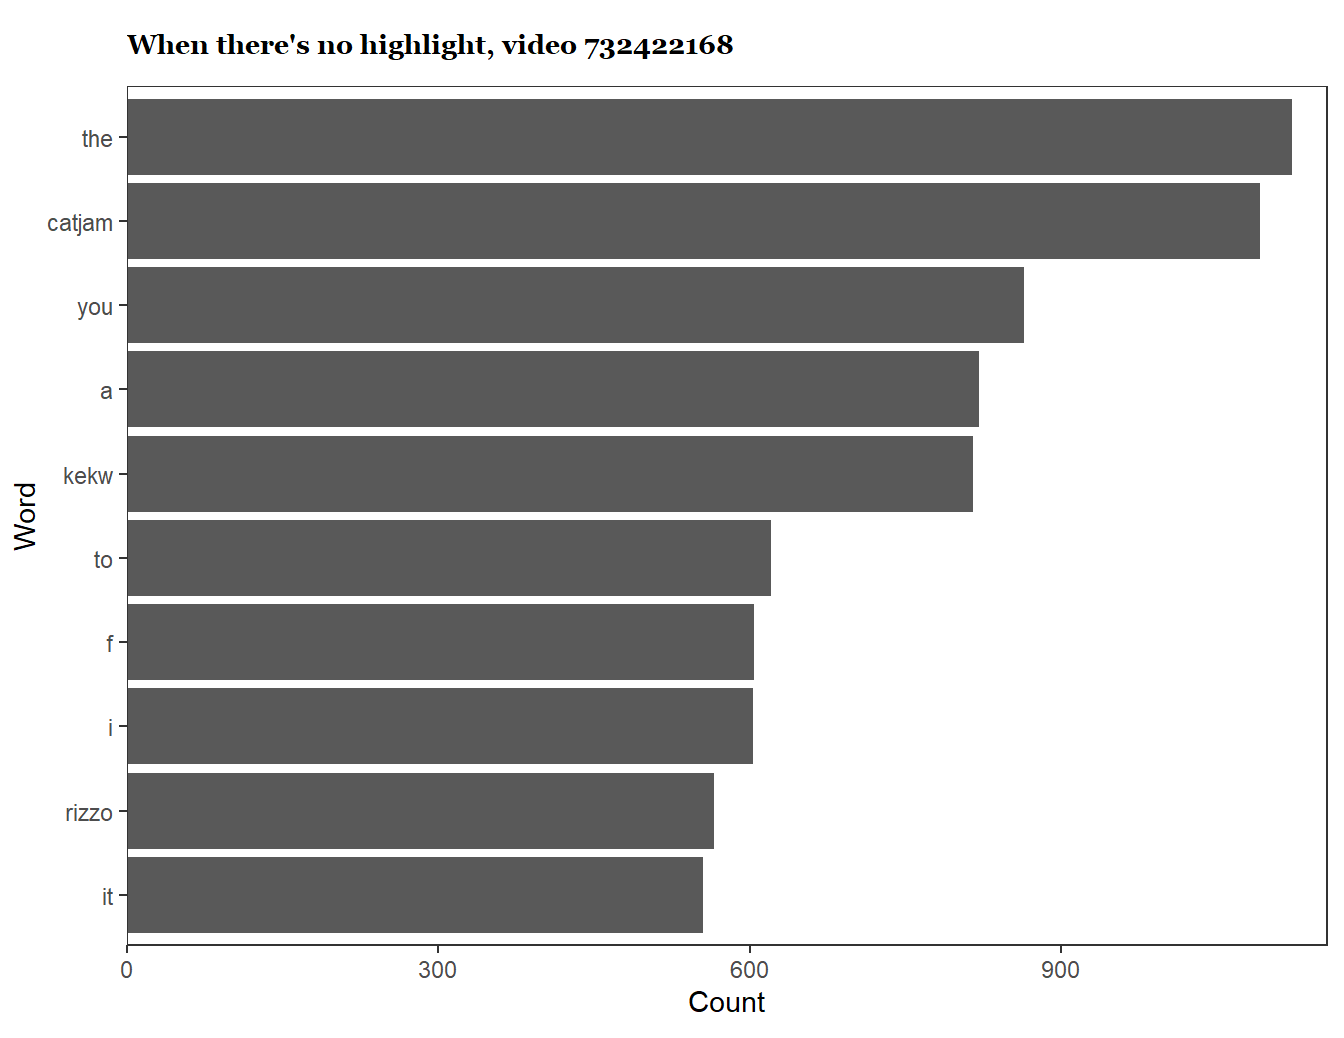 When there's no highlight, video 732422168
the
catjam
you
a
kekw
to
f
i
rizzo
it
Word
0 300 600 900
Count